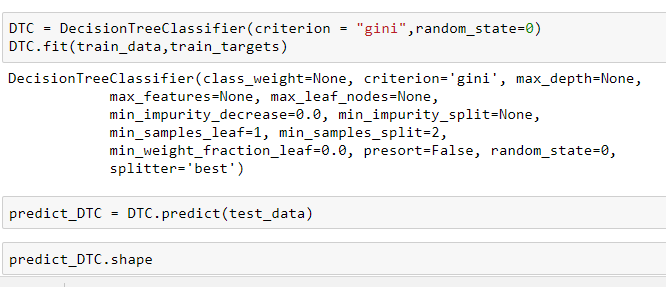 DTC = DecisionTreeClassifier(criterion = "gini",random_state=0)
DTC.fit(train_data,train_targets)
DecisionTreeClassifier(class_weight=None, criterion='gini', max_depth=None,
max_features=None, max_leaf_nodes=None,
min_impurity_decrease=0.0, min_impurity_split=None,
min_samples_leaf=1, min_samples_split=2,
min_weight_fraction_leaf=0.0, presort=False, random_state=0,
splitter='best')
predict_DTC = DTC.predict(test_data)
predict_DTC.shape